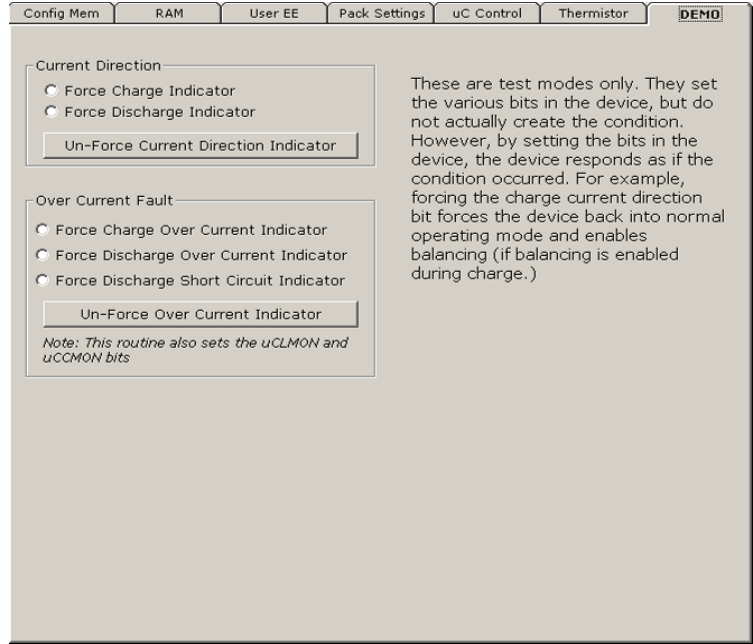 Config Mem RAM User EE Pack Settings uC Control Thermistor DEMO
Current Direction
Force Charge Indicator
Force Discharge Indicator
Un-Force Current Direction Indicator
Over Current Fault
Force Charge Over Current Indicator
Force Discharge Over Current Indicator
Force Discharge Short Circuit Indicator
Un-Force Over Current Indicator
Note: This routine also sets the uCLMON and
uCCMON bits
These are test modes only. They set
the various bits in the device, but do
not actually create the condition.
However, by setting the bits in the
device, the device responds as if the
condition occurred. For example,
forcing the charge current direction
bit forces the device back into normal
operating mode and enables
balancing (if balancing is enabled
during charge.)